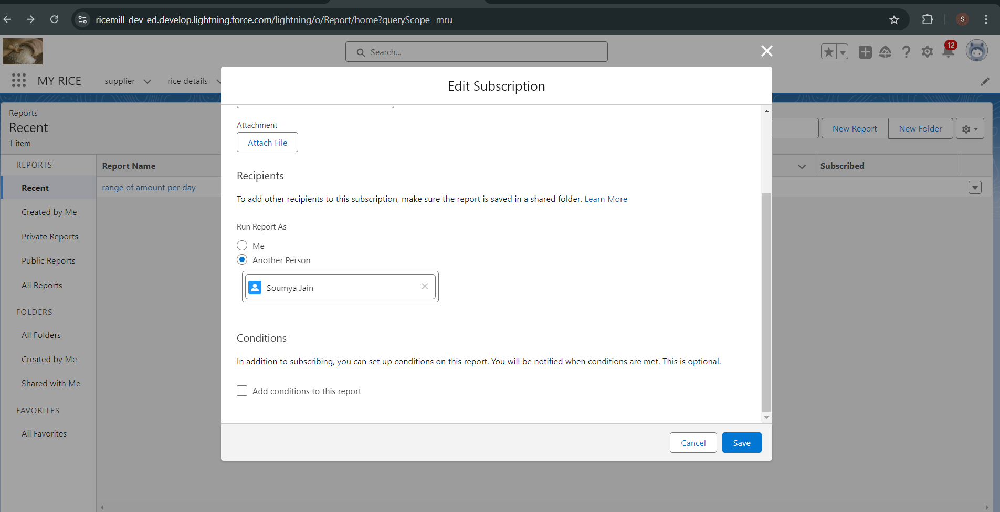 ricemill-dev-ed.develop.lightning.force.com/lightning/o/Report/home?queryScope=mru
S
Search...
12
MY RICE
supplier
rice details
Edit Subscription
Reports
Recent
1 item
New Report
New Folder
Attachment
Attach File
REPORTS
Report Name
Subscribed
Recent
range of amount per day
Created by Me
Private Reports
Public Reports
All Reports
FOLDERS
All Folders
Created by Me
Shared with Me
FAVORITES
All Favorites
Recipients
To add other recipients to this subscription, make sure the report is saved in a shared folder. Learn More
Run Report As
Me
Another Person
Soumya Jain
Conditions
In addition to subscribing, you can set up conditions on this report. You will be notified when conditions are met. This is optional.
Add conditions to this report
Cancel
Save